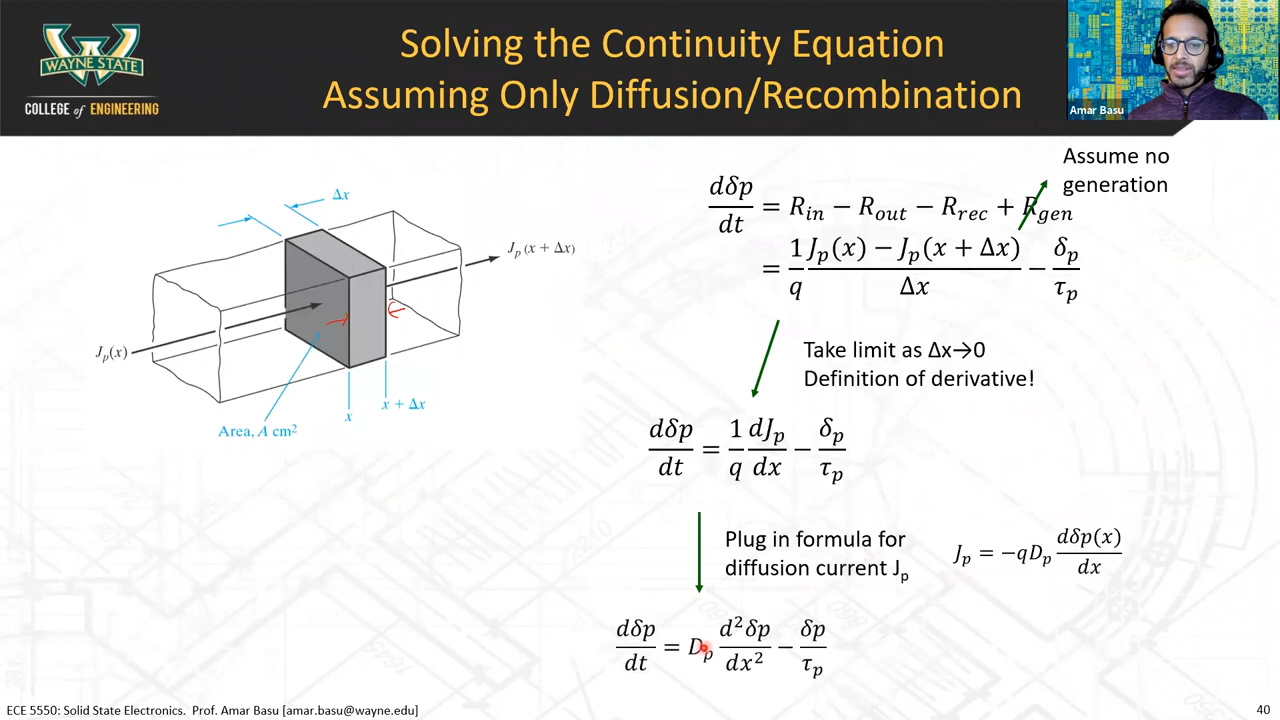 WAYNE STATE
COLLEGE of ENGINEERING
Solving the Continuity Equation
Assuming Only Diffusion/Recombination
Amar Basu
Δx
J_p(x + Δx)
J_p(x)
x
x + Δx
Area, A cm²
Assume no
generation
dδp/dt = R_in − R_out − R_rec + R_gen
= 1/q (J_p(x) − J_p(x + Δx))/Δx − δ_p/τ_p
Take limit as Δx→0
Definition of derivative!
dδp/dt = 1/q dJ_p/dx − δ_p/τ_p
Plug in formula for
diffusion current J_p
J_p = −qD_p dδp(x)/dx
dδp/dt = D_p d²δp/dx² − δp/τ_p
ECE 5550: Solid State Electronics. Prof. Amar Basu [amar.basu@wayne.edu]
40